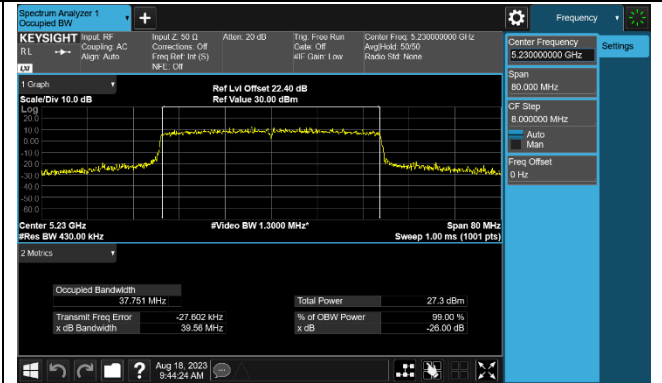 Spectrum Analyzer 1
Occupied BW
+
Frequency
KEYSIGHT
RL
LXI
Input: RF
Coupling: AC
Align: Auto
Input Z: 50 Ω
Corrections: Off
Freq Ref: Int (S)
NFE: Off
Atten: 20 dB
Trig: Free Run
Gate: Off
#IF Gain: Low
Center Freq: 5.230000000 GHz
Avg|Hold: 50/50
Radio Std: None
Center Frequency
5.230000000 GHz
Settings
Span
80.000 MHz
CF Step
8.000000 MHz
Auto
Man
Freq Offset
0 Hz
1 Graph
Scale/Div 10.0 dB
Ref Lvl Offset 22.40 dB
Ref Value 30.00 dBm
Log
20.0
10.0
0.00
-10.0
-20.0
-30.0
-40.0
-50.0
-60.0
Center 5.23 GHz
#Res BW 430.00 kHz
#Video BW 1.3000 MHz*
Span 80 MHz
Sweep 1.00 ms (1001 pts)
2 Metrics
Occupied Bandwidth
37.751 MHz
Total Power 27.3 dBm
Transmit Freq Error -27.602 kHz
% of OBW Power 99.00 %
x dB Bandwidth 39.56 MHz
x dB -26.00 dB
?
Aug 18, 2023
9:44:24 AM